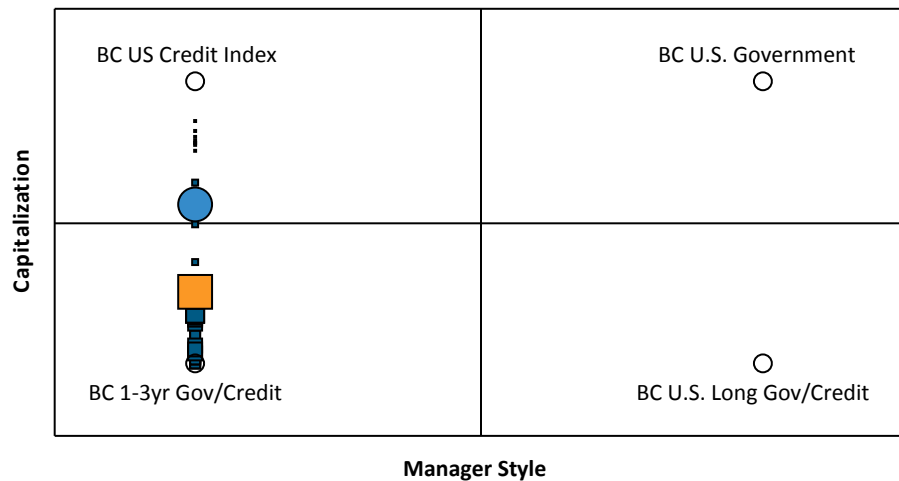 BC US Credit Index
BC U.S. Government
Capitalization
BC 1-3yr Gov/Credit
BC U.S. Long Gov/Credit
Manager Style